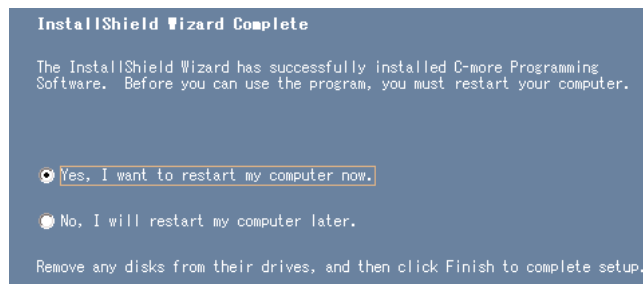 InstallShield Wizard Complete
The InstallShield Wizard has successfully installed C-more Programming
Software. Before you can use the program, you must restart your computer.
Yes, I want to restart my computer now.
No, I will restart my computer later.
Remove any disks from their drives, and then click Finish to complete setup.